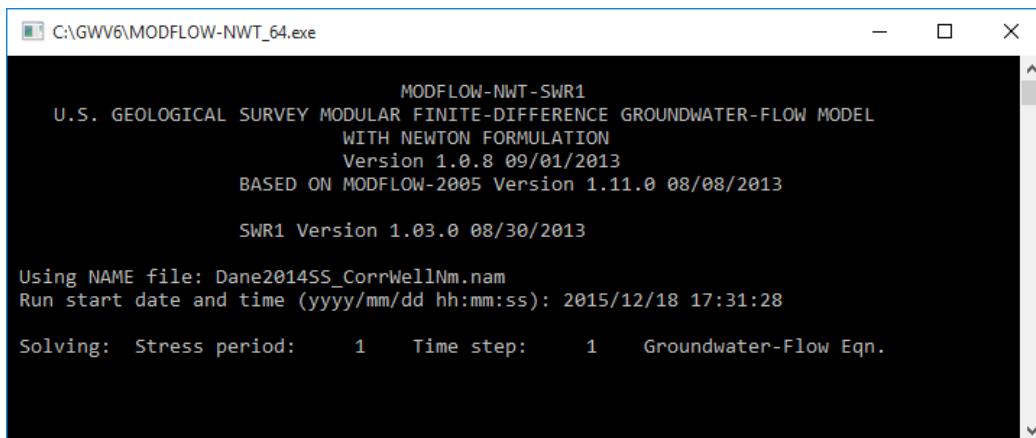 C:\GWV6\MODFLOW-NWT_64.exe
MODFLOW-NWT-SWR1
U.S. GEOLOGICAL SURVEY MODULAR FINITE-DIFFERENCE GROUNDWATER-FLOW MODEL
WITH NEWTON FORMULATION
Version 1.0.8 09/01/2013
BASED ON MODFLOW-2005 Version 1.11.0 08/08/2013
SWR1 Version 1.03.0 08/30/2013
Using NAME file: Dane2014SS_CorrWellNm.nam
Run start date and time (yyyy/mm/dd hh:mm:ss): 2015/12/18 17:31:28
Solving: Stress period: 1 Time step: 1 Groundwater-Flow Eqn.